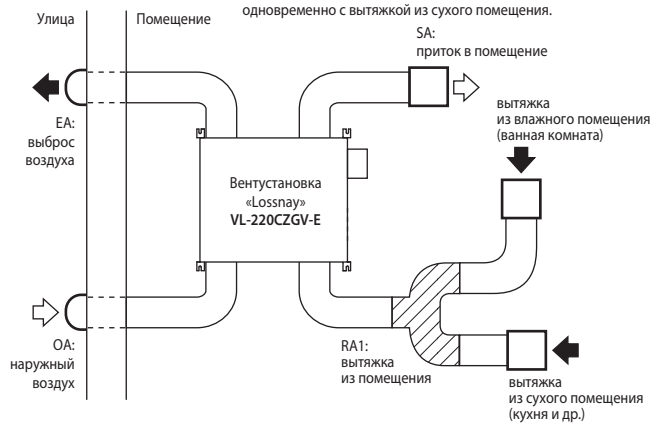 одновременно с вытяжкой из сухого помещения.
Улица
Помещение
SA:
приток в помещение
EA:
выброс
воздуха
вытяжка
из влажного помещения
(ванная комната)
Вентустановка
«Lossnay»
VL-220CZGV-E
OA:
наружный
воздух
RA1:
вытяжка
из помещения
вытяжка
из сухого помещения
(кухня и др.)